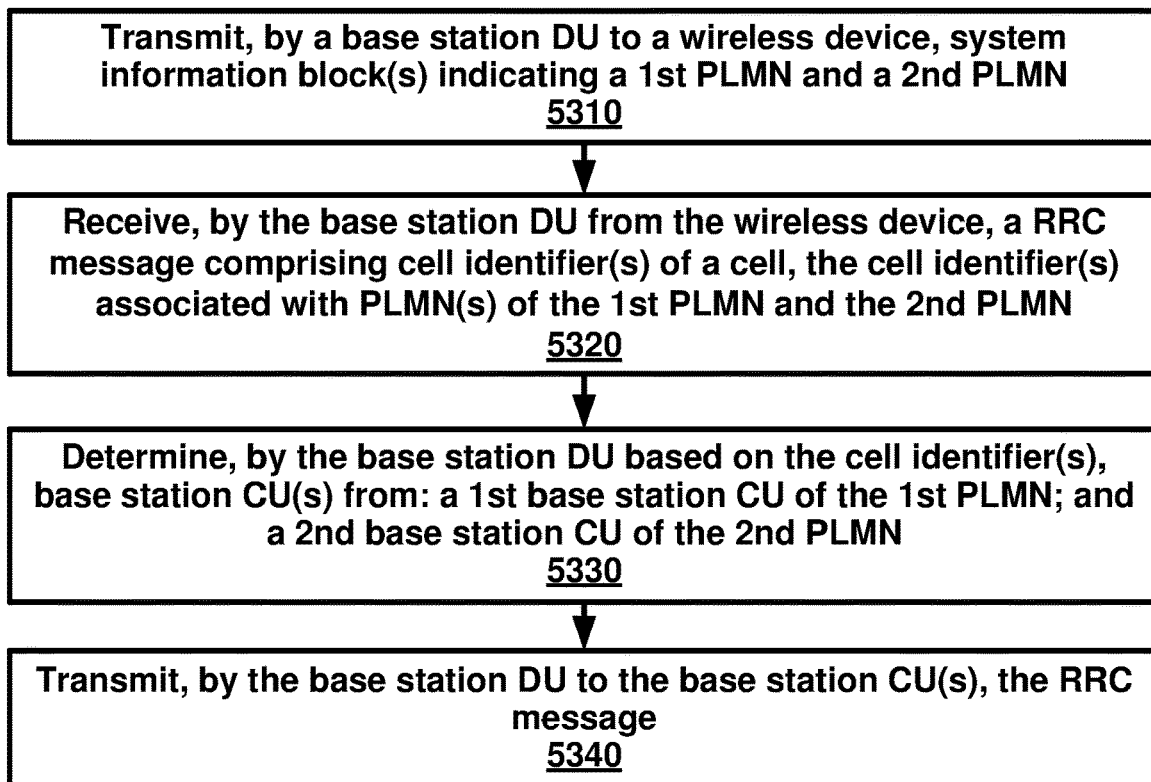 Transmit, by a base station DU to a wireless device, system
information block(s) indicating a 1st PLMN and a 2nd PLMN
5310
Receive, by the base station DU from the wireless device, a RRC
message comprising cell identifier(s) of a cell, the cell identifier(s)
associated with PLMN(s) of the 1st PLMN and the 2nd PLMN
5320
Determine, by the base station DU based on the cell identifier(s),
base station CU(s) from: a 1st base station CU of the 1st PLMN; and
a 2nd base station CU of the 2nd PLMN
5330
Transmit, by the base station DU to the base station CU(s), the RRC
message
5340